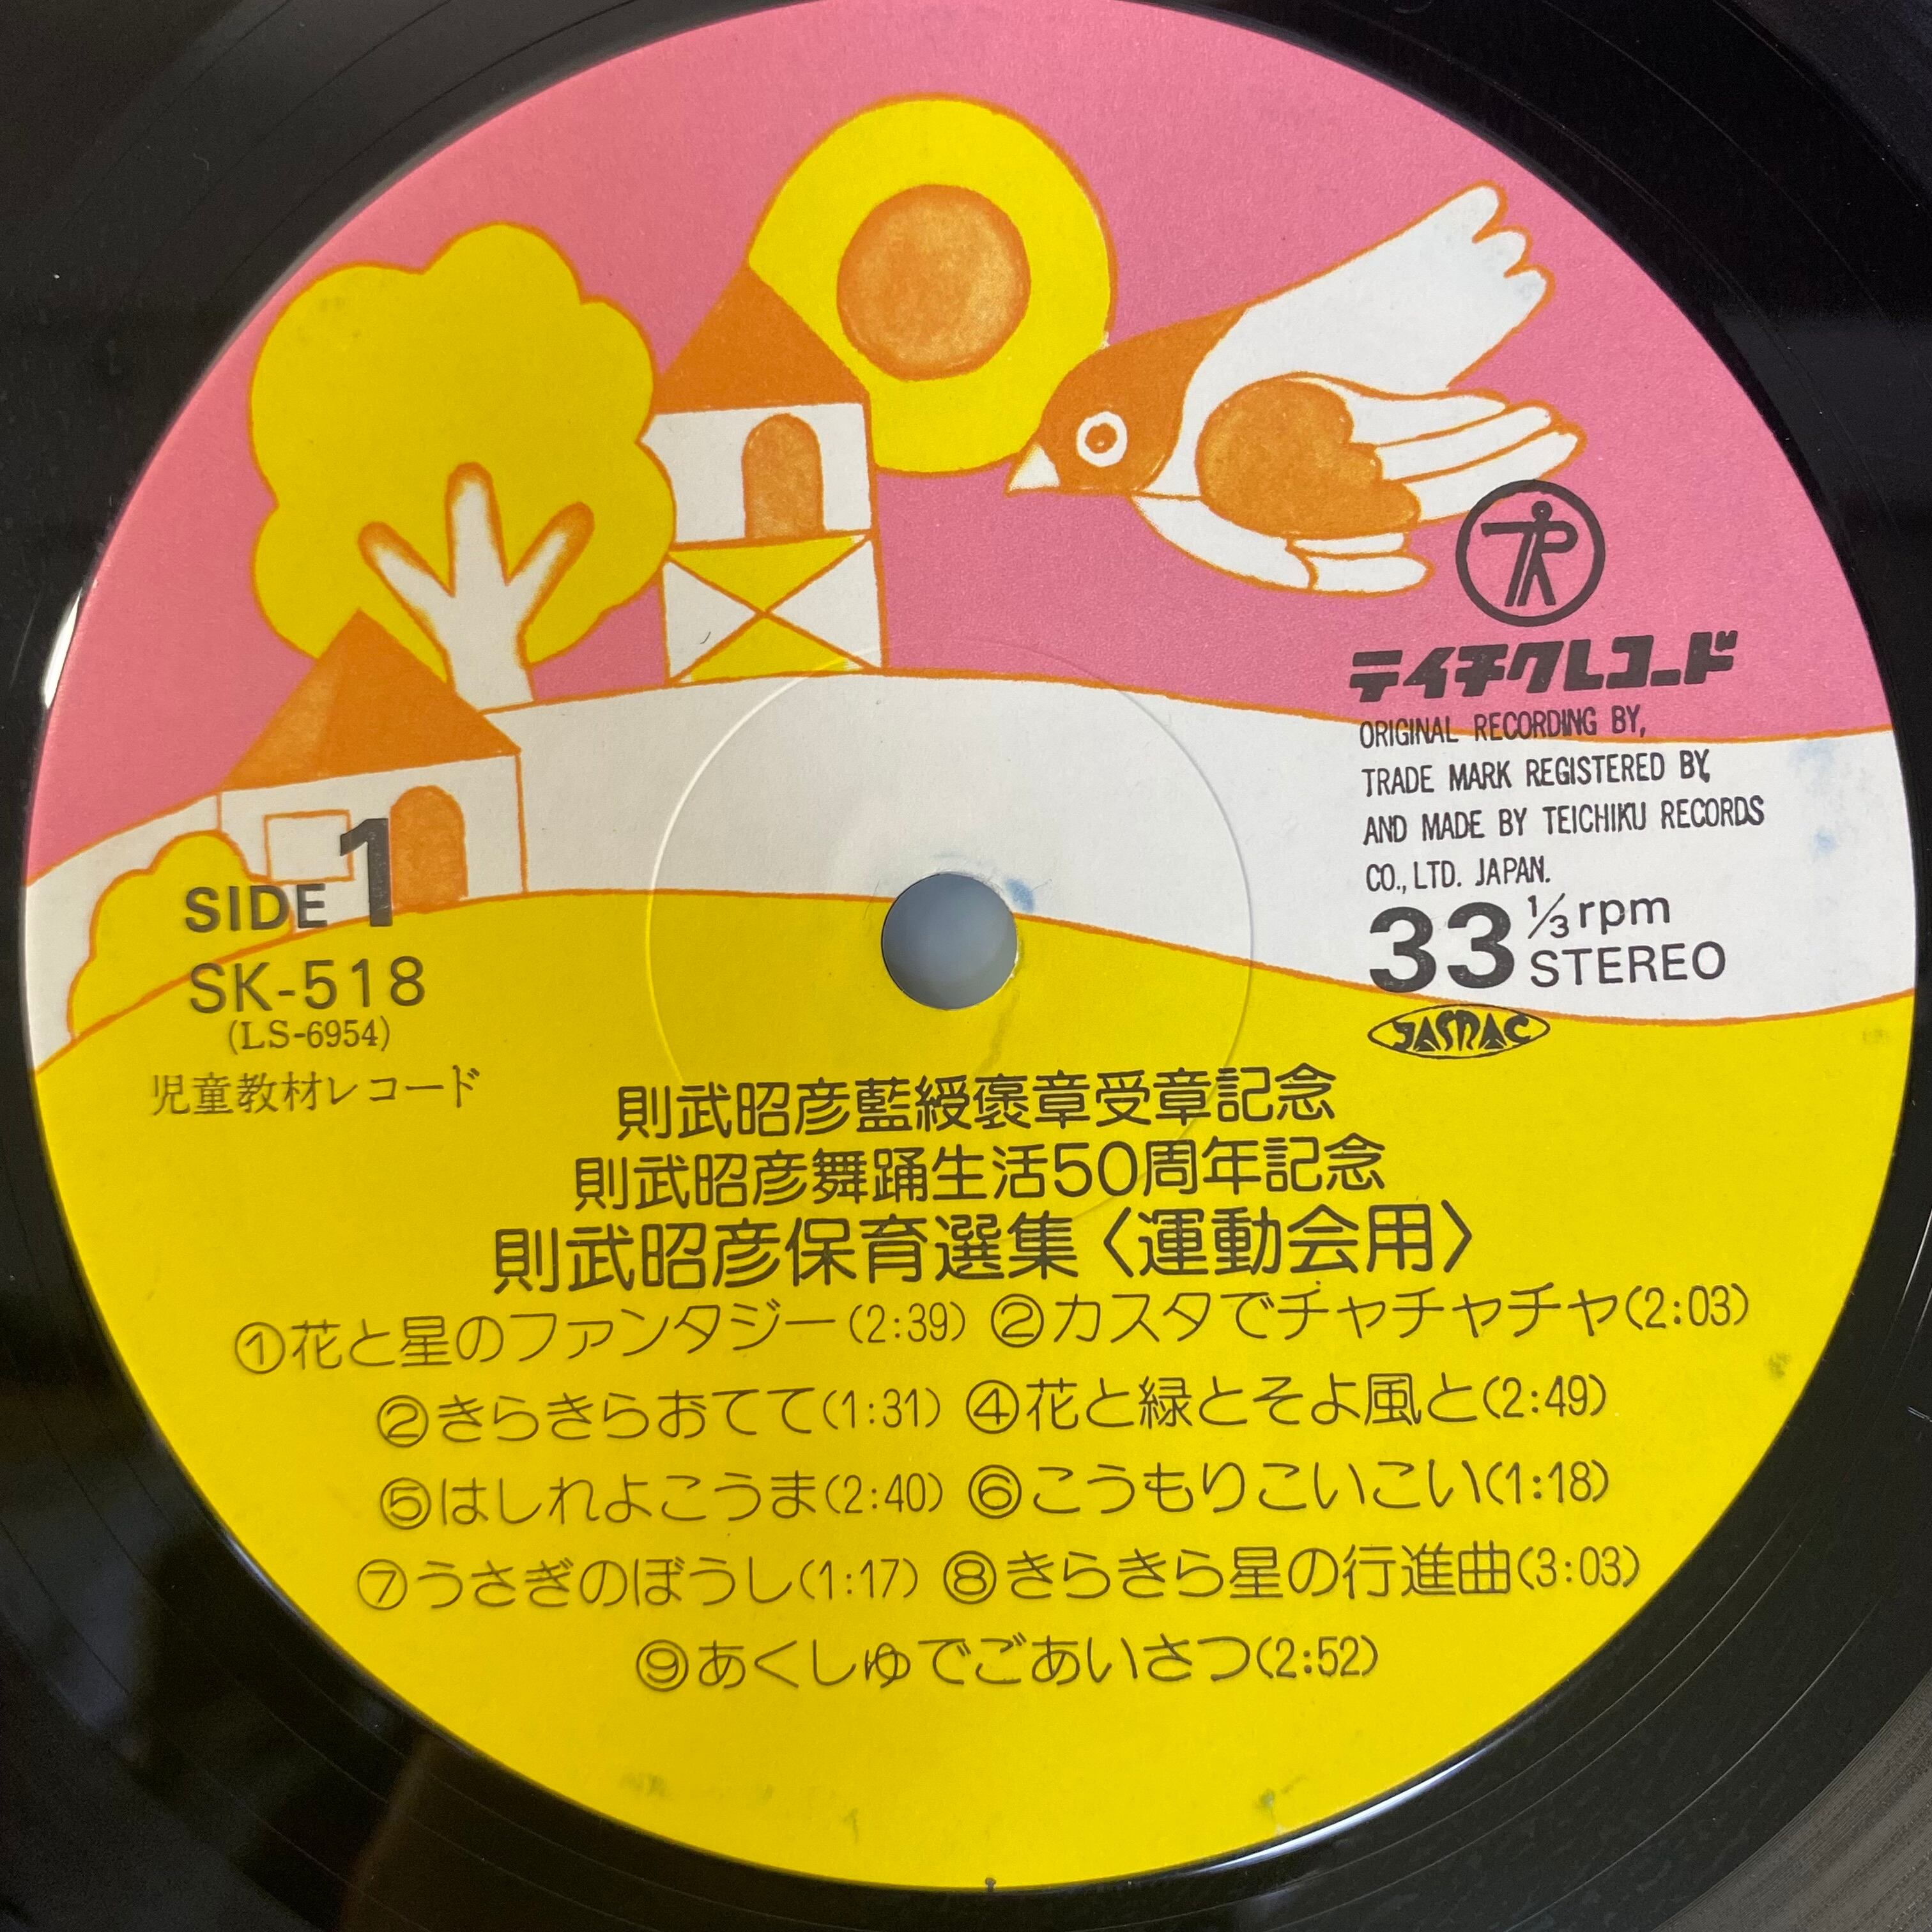 テイチクレコード
ORIGINAL RECORDING BY,
TRADE MARK REGISTERED BY,
AND MADE BY TEICHIKU RECORDS
CO., LTD. JAPAN.
33 1/3 rpm
STEREO
JASRAC
SIDE 1
SK-518
(LS-6954)
児童教材レコード
則武昭彦藍綬褒章受章記念
則武昭彦舞踊生活50周年記念
則武昭彦保育選集〈運動会用〉
①花と星のファンタジー(2:39) ②カスタでチャチャチャ(2:03)
②きらきらおてて(1:31) ④花と緑とそよ風と(2:49)
⑤はしれよこうま(2:40) ⑥こうもりこいこい(1:18)
⑦うさぎのぼうし(1:17) ⑧きらきら星の行進曲(3:03)
⑨あくしゅでごあいさつ(2:52)